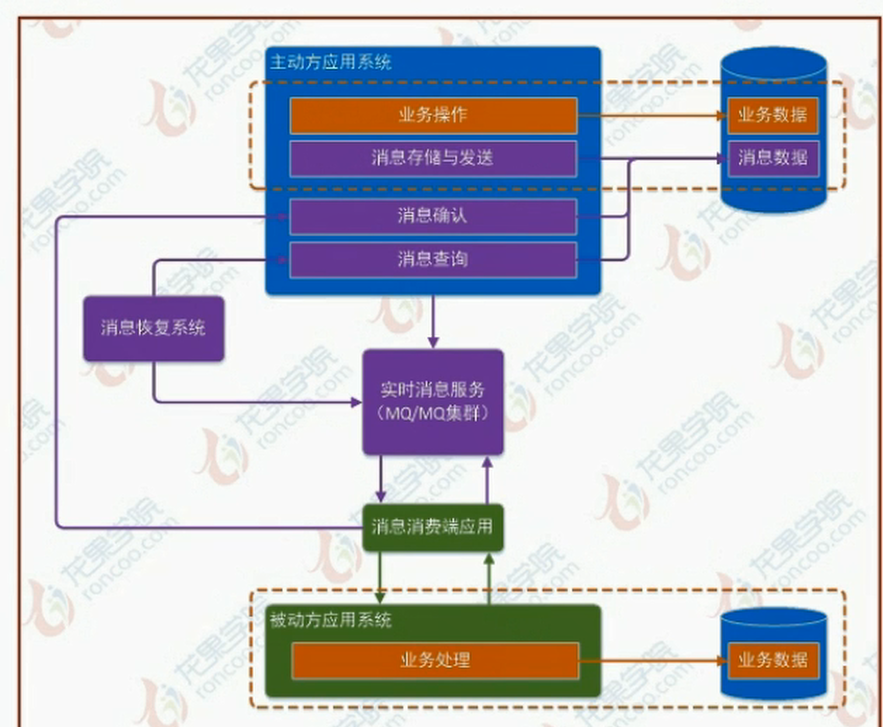 主动方应用系统
业务操作
业务数据
消息存储与发送
消息数据
消息确认
消息查询
消息恢复系统
实时消息服务
（MQ/MQ集群）
消息消费端应用
被动方应用系统
业务处理
业务数据
龙果学院
roncoo.com